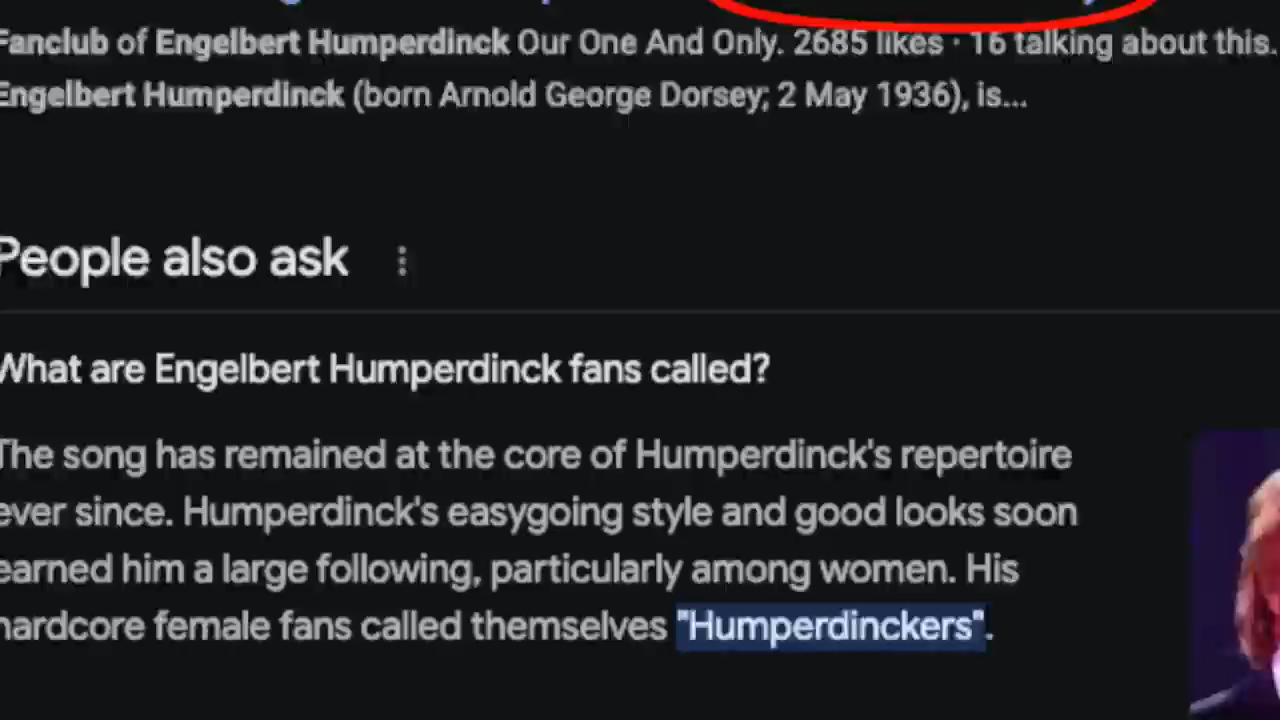 Fanclub of Engelbert Humperdinck Our One And Only. 2685 likes · 16 talking about this.
Engelbert Humperdinck (born Arnold George Dorsey; 2 May 1936), is...
People also ask
What are Engelbert Humperdinck fans called?
The song has remained at the core of Humperdinck's repertoire
ever since. Humperdinck's easygoing style and good looks soon
earned him a large following, particularly among women. His
hardcore female fans called themselves "Humperdinckers".